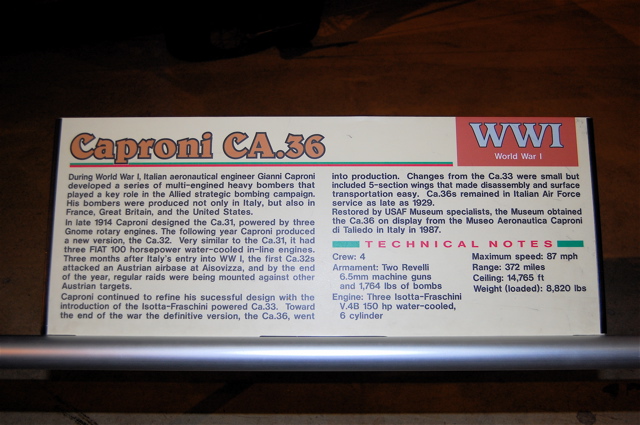 Caproni CA.36
WWI
World War I
During World War I, Italian aeronautical engineer Gianni Caproni
developed a series of multi-engined heavy bombers that
played a key role in the Allied strategic bombing campaign.
His bombers were produced not only in Italy, but also in
France, Great Britain, and the United States.
In late 1914 Caproni designed the Ca.31, powered by three
Gnome rotary engines. The following year Caproni produced
a new version, the Ca.32. Very similar to the Ca.31, it had
three FIAT 100 horsepower water-cooled in-line engines.
Three months after Italy's entry into WW I, the first Ca.32s
attacked an Austrian airbase at Aisovizza, and by the end
of the year, regular raids were being mounted against other
Austrian targets.
Caproni continued to refine his sucessful design with the
introduction of the Isotta-Fraschini powered Ca.33. Toward
the end of the war the definitive version, the Ca.36, went
into production. Changes from the Ca.33 were small but
included 5-section wings that made disassembly and surface
transportation easy. Ca.36s remained in Italian Air Force
service as late as 1929.
Restored by USAF Museum specialists, the Museum obtained
the Ca.36 on display from the Museo Aeronautica Caproni
di Taliedo in Italy in 1987.
TECHNICAL NOTES
Crew: 4
Armament: Two Revelli
6.5mm machine guns
and 1,764 lbs of bombs
Engine: Three Isotta-Fraschini
V.4B 150 hp water-cooled,
6 cylinder
Maximum speed: 87 mph
Range: 372 miles
Ceiling: 14,765 ft
Weight (loaded): 8,820 lbs